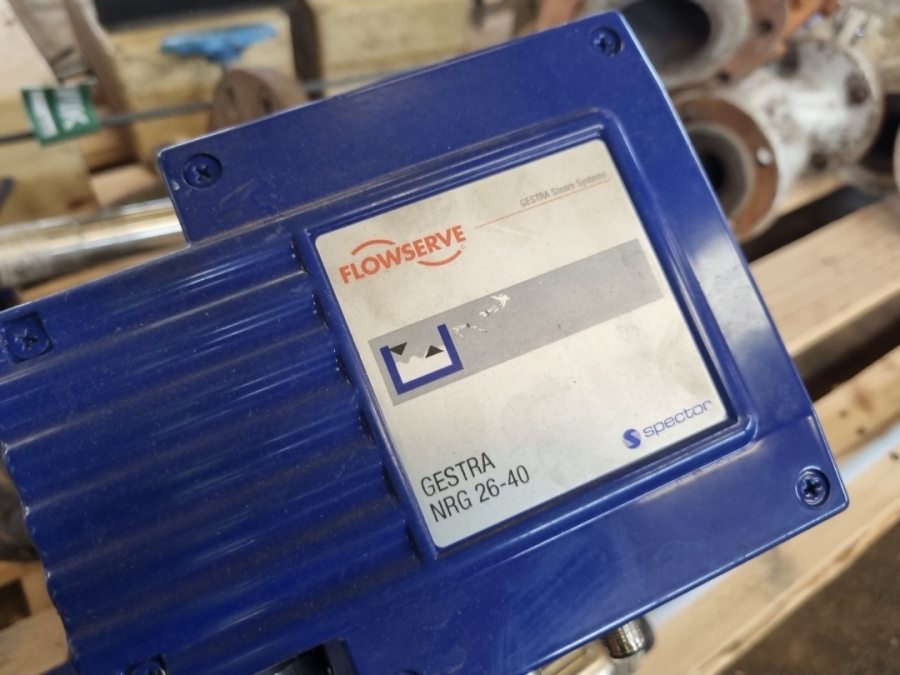 GESTRA Steam Systems
FLOWSERVE
spector
GESTRA
NRG 26-40